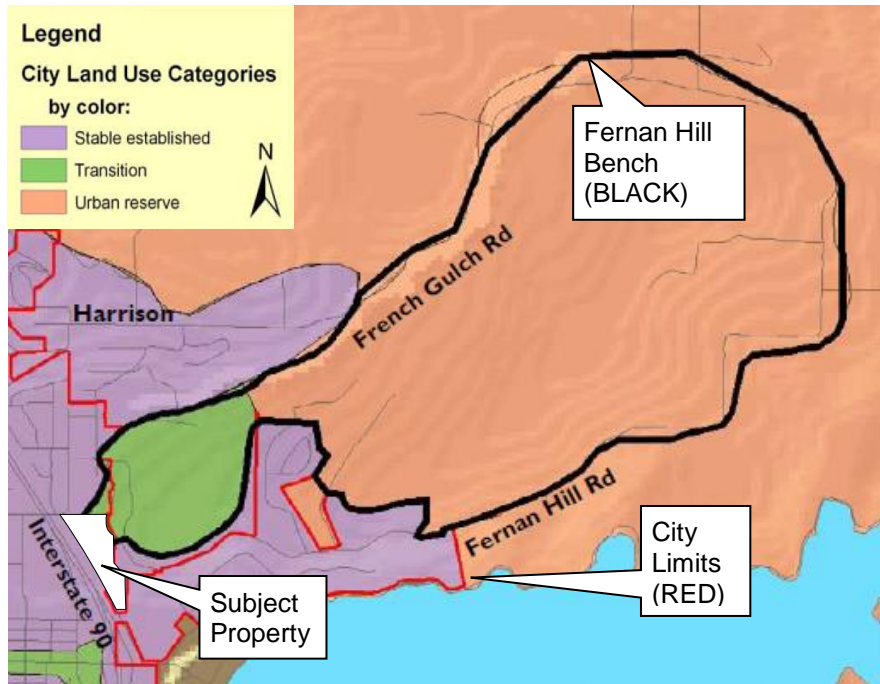 Legend
City Land Use Categories
by color:
Stable established
Transition
Urban reserve
N
Fernan Hill
Bench
(BLACK)
French Gulch Rd
Harrison
Fernan Hill Rd
City
Limits
(RED)
Interstate 90
Subject
Property